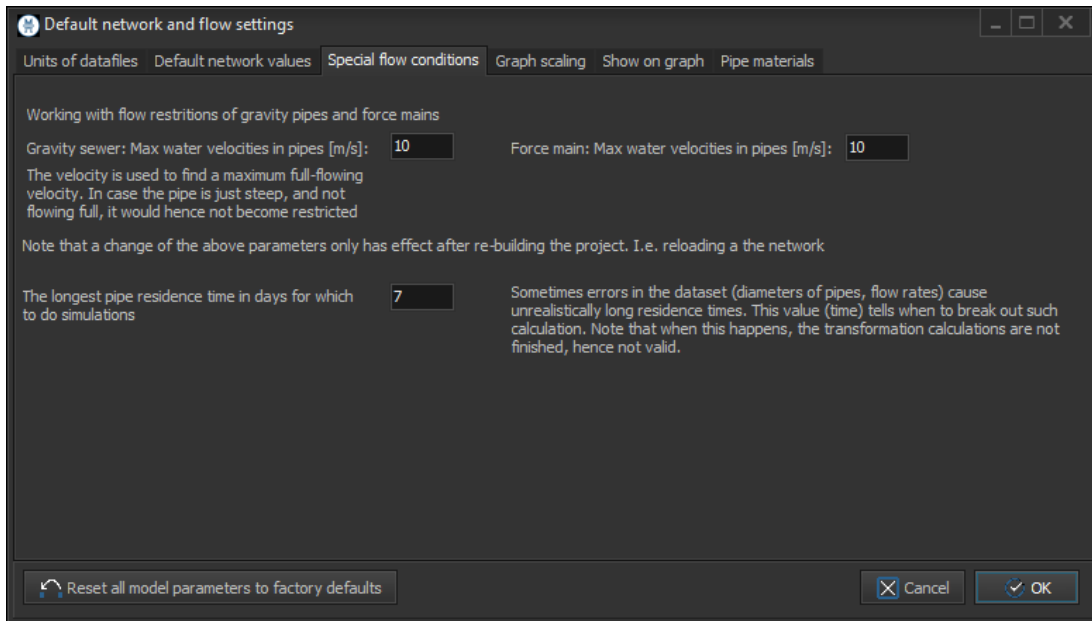 Default network and flow settings
Units of datafiles Default network values Special flow conditions Graph scaling Show on graph Pipe materials
Working with flow restritions of gravity pipes and force mains
Gravity sewer: Max water velocities in pipes [m/s]: 10
Force main: Max water velocities in pipes [m/s]: 10
The velocity is used to find a maximum full-flowing
velocity. In case the pipe is just steep, and not
flowing full, it would hence not become restricted
Note that a change of the above parameters only has effect after re-building the project. I.e. reloading a the network
The longest pipe residence time in days for which
to do simulations
7
Sometimes errors in the dataset (diameters of pipes, flow rates) cause
unrealistically long residence times. This value (time) tells when to break out such
calculation. Note that when this happens, the transformation calculations are not
finished, hence not valid.
Reset all model parameters to factory defaults
Cancel
OK